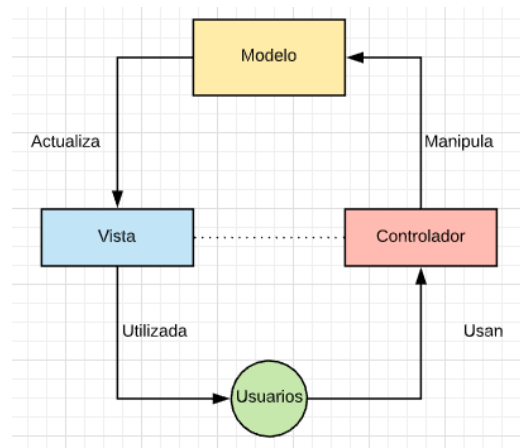 Modelo
Actualiza
Manipula
Vista
Controlador
Utilizada
Usan
Usuarios